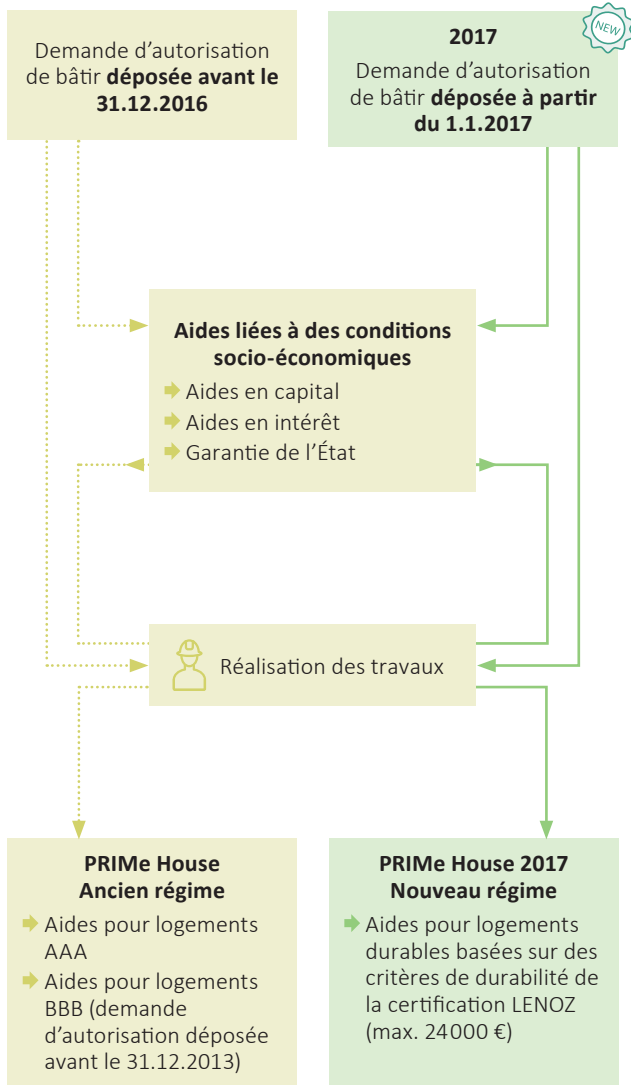 Demande d’autorisation
de bâtir déposée avant le
31.12.2016
NEW
2017
Demande d’autorisation
de bâtir déposée à partir
du 1.1.2017
Aides liées à des conditions
socio-économiques
Aides en capital
Aides en intérêt
Garantie de l’État
Réalisation des travaux
PRIMe House
Ancien régime
Aides pour logements
AAA
Aides pour logements
BBB (demande
d’autorisation déposée
avant le 31.12.2013)
PRIMe House 2017
Nouveau régime
Aides pour logements
durables basées sur des
critères de durabilité de
la certification LENOZ
(max. 24000 €)